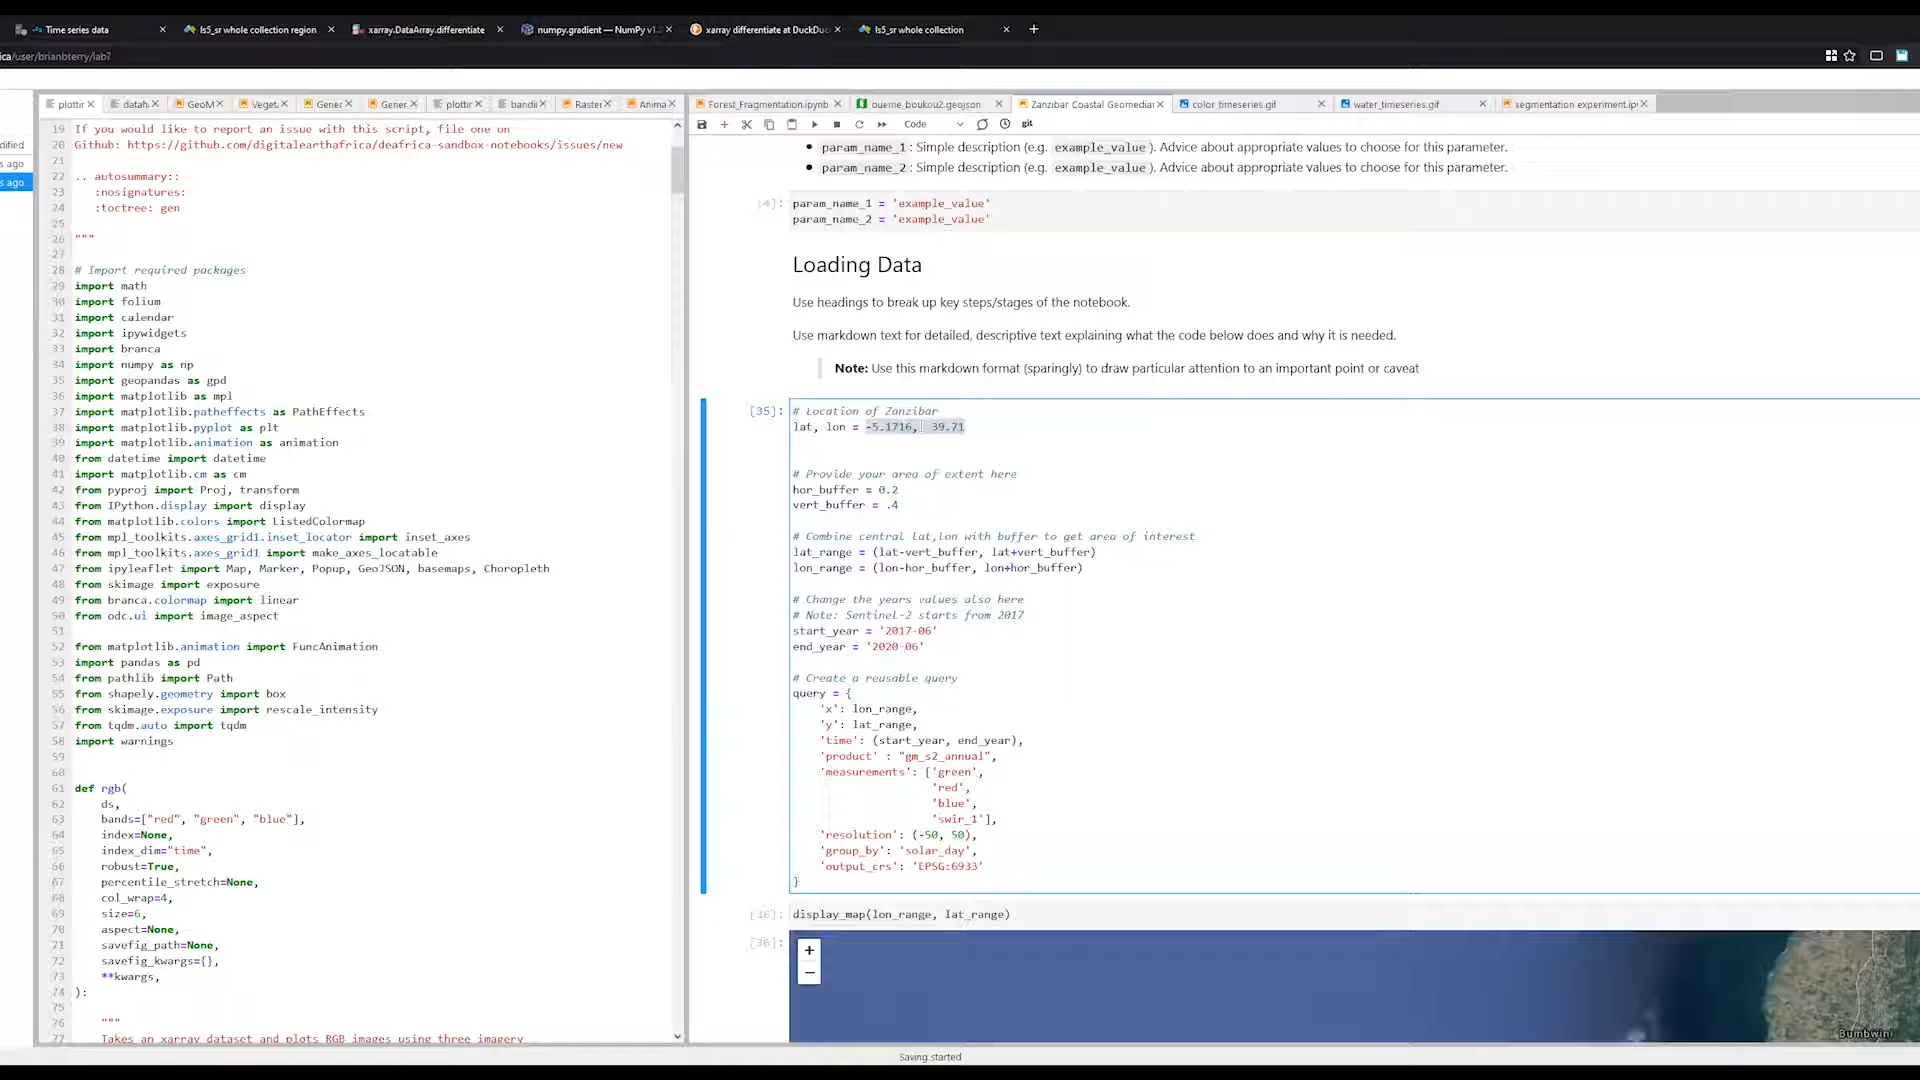 Time series data
ls5_sr whole collection region
xarray.DataArray.differentiate
numpy.gradient — NumPy v1.
xarray differentiate at DuckDuc
ls5_sr whole collection
ica/user/brianbterry/lab?
plottir
datah
GeoM
Veget
Gener
Gener
plottir
bandii
Raster
Anima
Forest_Fragmentation.ipynb
ouerne_boukou2.geojson
Zanzibar Coastal Geomedian
color_timeseries.gif
water_timeseries.gif
segmentation experiment.ip
Code
git
dified
s ago
s ago
19 If you would like to report an issue with this script, file one on
20 Github: https://github.com/digitalearthafrica/deafrica-sandbox-notebooks/issues/new
21
22 .. autosummary::
23 :nosignatures:
24 :toctree: gen
25
26 """
27
28 # Import required packages
29 import math
30 import folium
31 import calendar
32 import ipywidgets
33 import branca
34 import numpy as np
35 import geopandas as gpd
36 import matplotlib as mpl
37 import matplotlib.patheffects as PathEffects
38 import matplotlib.pyplot as plt
39 import matplotlib.animation as animation
40 from datetime import datetime
41 import matplotlib.cm as cm
42 from pyproj import Proj, transform
43 from IPython.display import display
44 from matplotlib.colors import ListedColormap
45 from mpl_toolkits.axes_grid1.inset_locator import inset_axes
46 from mpl_toolkits.axes_grid1 import make_axes_locatable
47 from ipyleaflet import Map, Marker, Popup, GeoJSON, basemaps, Choropleth
48 from skimage import exposure
49 from branca.colormap import linear
50 from odc.ui import image_aspect
51
52 from matplotlib.animation import FuncAnimation
53 import pandas as pd
54 from pathlib import Path
55 from shapely.geometry import box
56 from skimage.exposure import rescale_intensity
57 from tqdm.auto import tqdm
58 import warnings
59
60
61 def rgb(
62 ds,
63 bands=["red", "green", "blue"],
64 index=None,
65 index_dim="time",
66 robust=True,
67 percentile_stretch=None,
68 col_wrap=4,
69 size=6,
70 aspect=None,
71 savefig_path=None,
72 savefig_kwargs={},
73 **kwargs,
74 ):
75
76 """
77 Takes an xarray dataset and plots RGB images using three imagery
• param_name_1 : Simple description (e.g. example_value ). Advice about appropriate values to choose for this parameter.
• param_name_2 : Simple description (e.g. example_value ). Advice about appropriate values to choose for this parameter.
[4]: param_name_1 = 'example_value'
param_name_2 = 'example_value'
Loading Data
Use headings to break up key steps/stages of the notebook.
Use markdown text for detailed, descriptive text explaining what the code below does and why it is needed.
Note: Use this markdown format (sparingly) to draw particular attention to an important point or caveat
[35]: # Location of Zanzibar
lat, lon = -5.1716, 39.71
# Provide your area of extent here
hor_buffer = 0.2
vert_buffer = .4
# Combine central lat,lon with buffer to get area of interest
lat_range = (lat-vert_buffer, lat+vert_buffer)
lon_range = (lon-hor_buffer, lon+hor_buffer)
# Change the years values also here
# Note: Sentinel-2 starts from 2017
start_year = '2017-06'
end_year = '2020-06'
# Create a reusable query
query = {
'x': lon_range,
'y': lat_range,
'time': (start_year, end_year),
'product' : "gm_s2_annual",
'measurements': ['green',
'red',
'blue',
'swir_1'],
'resolution': (-50, 50),
'group_by': 'solar_day',
'output_crs': 'EPSG:6933'
}
[36]: display_map(lon_range, lat_range)
[36]:
+
−
Bumbwini
Saving started